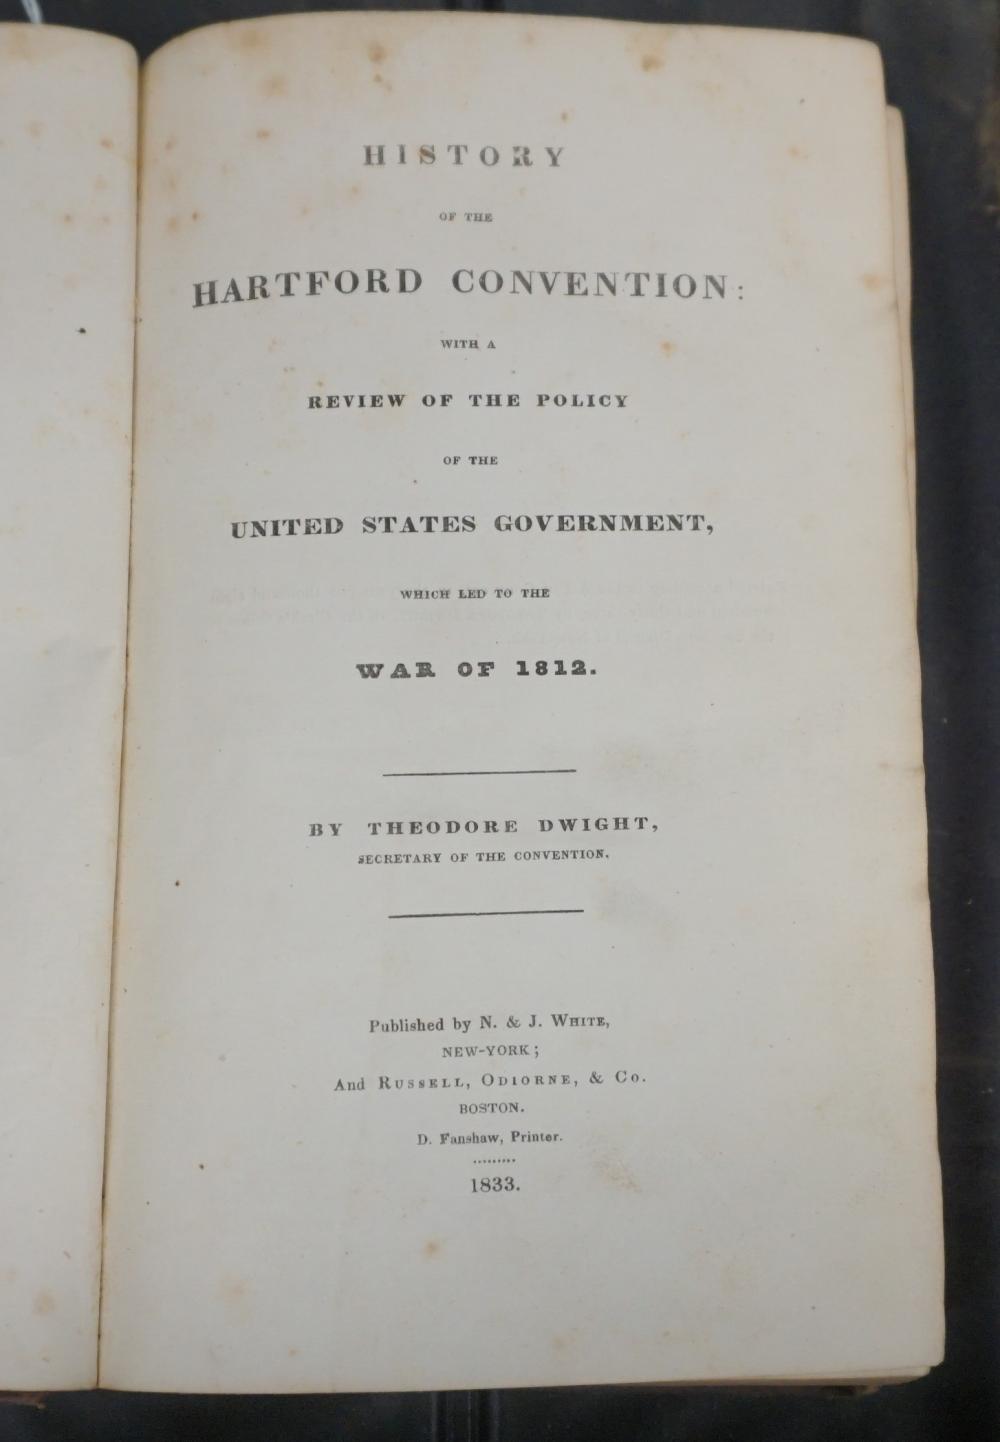 HISTORY
OF THE
HARTFORD CONVENTION:
WITH A
REVIEW OF THE POLICY
OF THE
UNITED STATES GOVERNMENT,
WHICH LED TO THE
WAR OF 1812.
BY THEODORE DWIGHT,
SECRETARY OF THE CONVENTION.
Published by N. & J. WHITE,
NEW-YORK;
And RUSSELL, ODIORNE, & Co.
BOSTON.
D. Fanshaw, Printer.
1833.